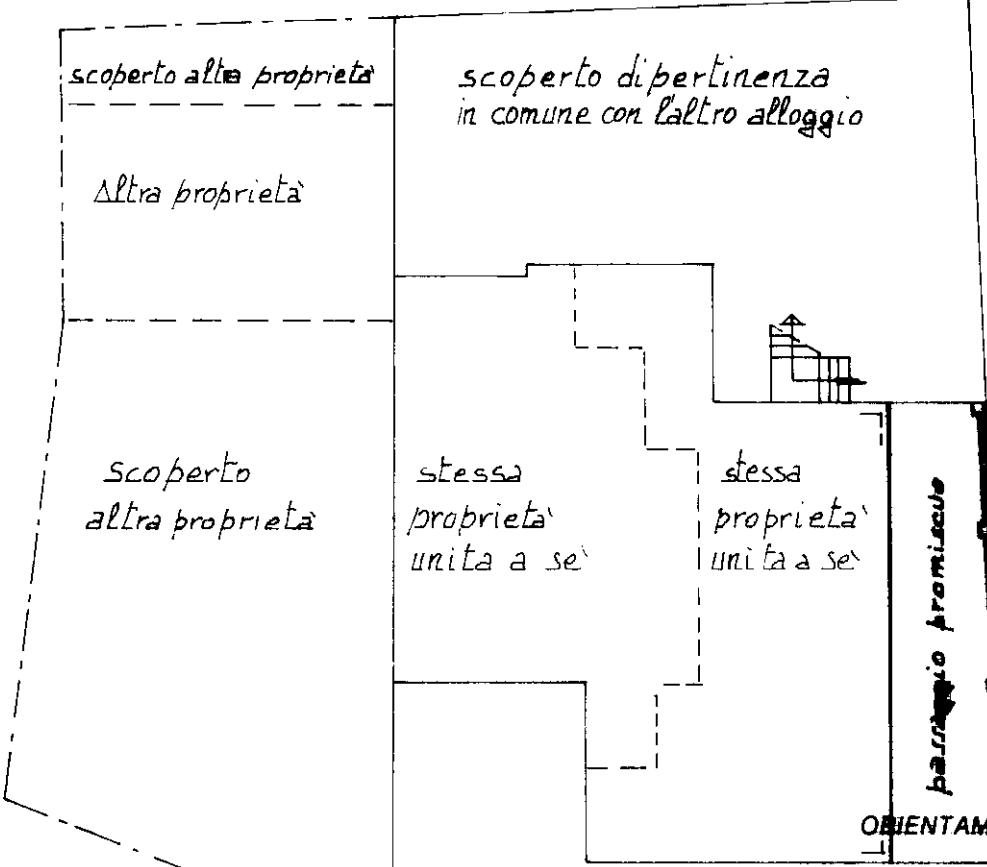 scoperto altra proprietà
scoperto di pertinenza
in comune con l'altro alloggio
Altra proprietà
scoperto
altra proprietà
stessa
proprietà
unita a sè
stessa
proprietà
unita a sè
passaggio promiscuo
ORIENTAM